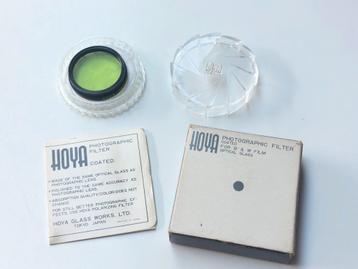 HOYA
PHOTOGRAPHIC
FILTER
COATED.
• MADE OF THE SAME OPTICAL GLASS AS
PHOTOGRAPHIC LENS.
• POLISHED TO THE SAME ACCURACY AS
PHOTOGRAPHIC LENS.
• ABSORPTION QUALITY/COLOR DOES NOT
CHANGE.
FOR STILL BETTER PHOTOGRAPHIC EF-
FECTS USE HOYA POLARIZING FILTER
HOYA GLASS WORKS, LTD.
TOKYO, JAPAN
HOYA
PHOTOGRAPHIC FILTER
COATED
FOR B & W FILM
OPTICAL GLASS